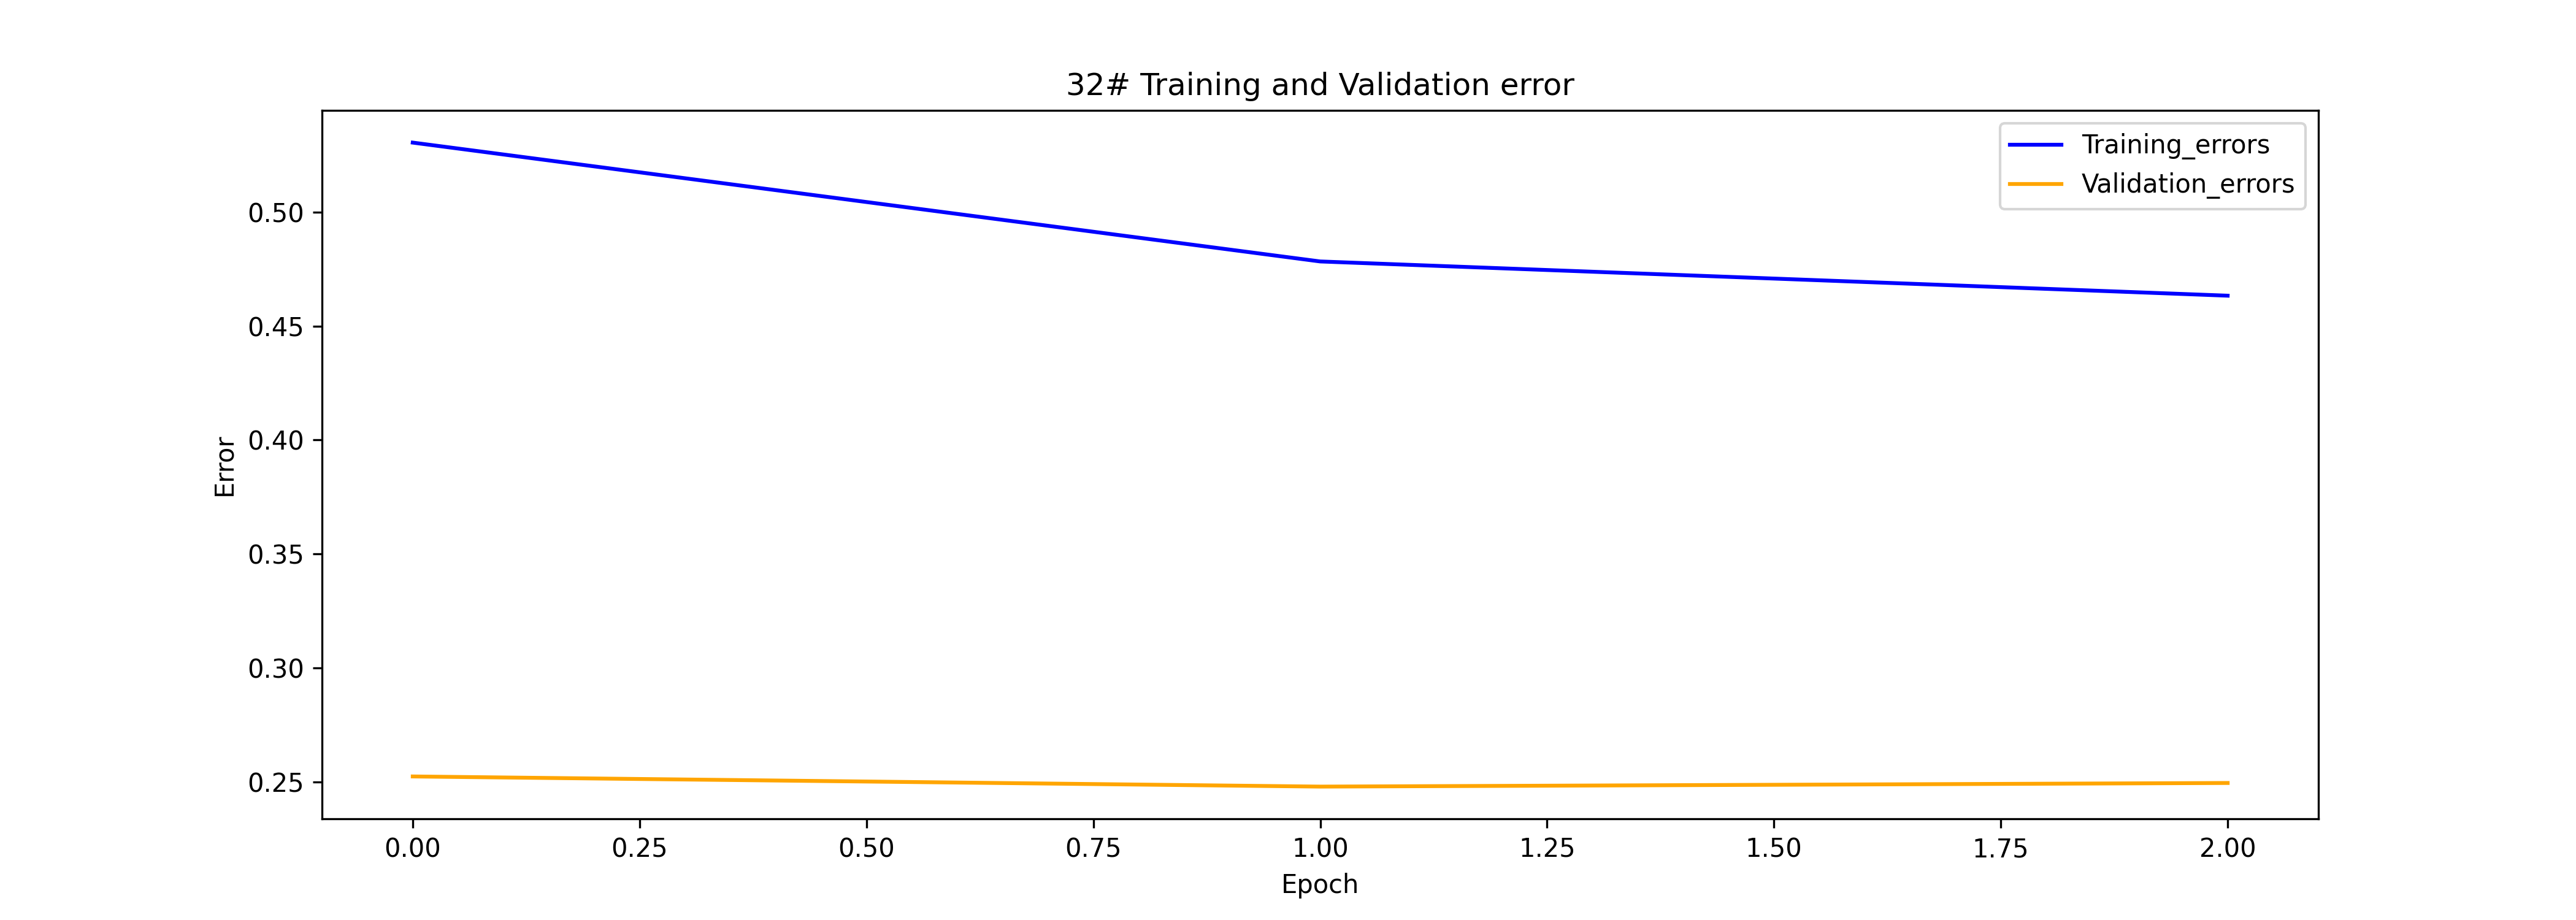 32# Training and Validation error
Training_errors
Validation_errors
0.50
0.45
0.40
0.35
0.30
0.25
Error
0.00 0.25 0.50 0.75 1.00 1.25 1.50 1.75 2.00
Epoch